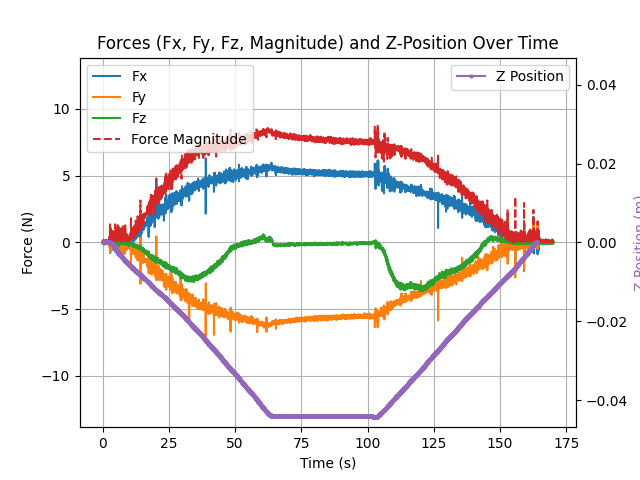 Forces (Fx, Fy, Fz, Magnitude) and Z-Position Over Time
Fx
Fy
Fz
Force Magnitude
Z Position
10
5
0
−5
−10
Force (N)
0.04
0.02
0.00
−0.02
−0.04
Z Position (m)
0
25
50
75
100
125
150
175
Time (s)